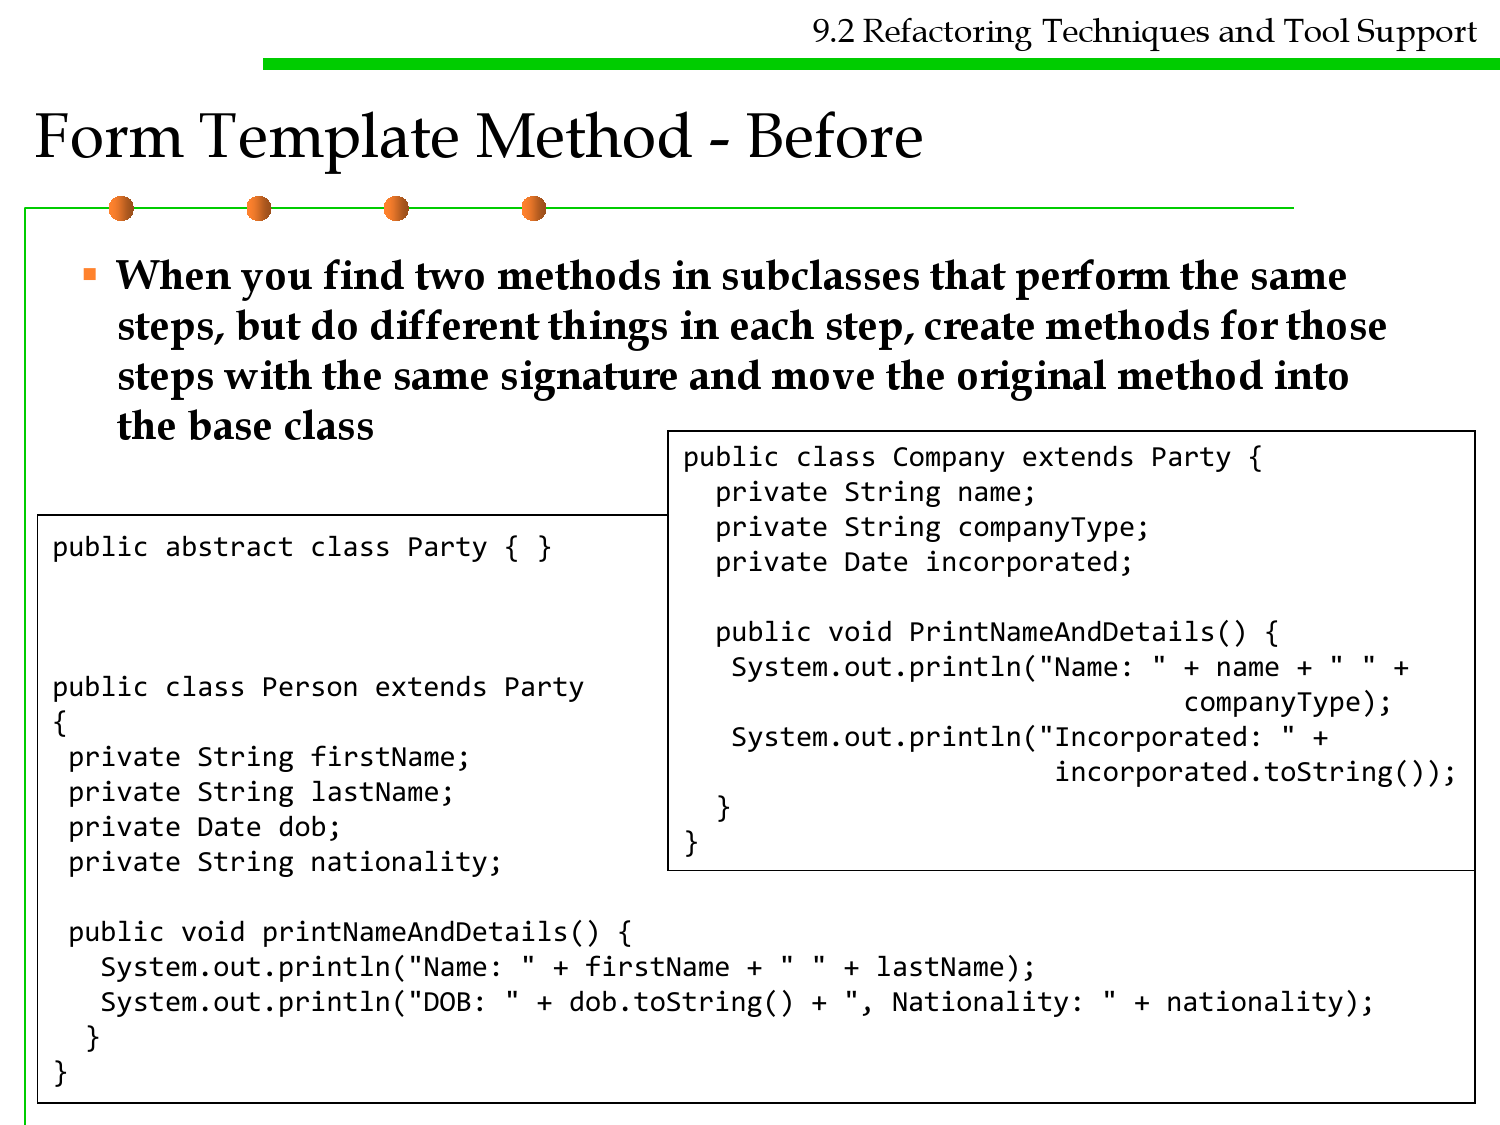 9.2 Refactoring Techniques and Tool Support
Form Template Method - Before
▪ When you find two methods in subclasses that perform the same
steps, but do different things in each step, create methods for those
steps with the same signature and move the original method into
the base class
public class Company extends Party {
  private String name;
  private String companyType;
  private Date incorporated;

  public void PrintNameAndDetails() {
   System.out.println("Name: " + name + " " +
                               companyType);
   System.out.println("Incorporated: " +
                       incorporated.toString());
  }
}
public abstract class Party { }

public class Person extends Party
{
 private String firstName;
 private String lastName;
 private Date dob;
 private String nationality;

 public void printNameAndDetails() {
   System.out.println("Name: " + firstName + " " + lastName);
   System.out.println("DOB: " + dob.toString() + ", Nationality: " + nationality);
  }
}